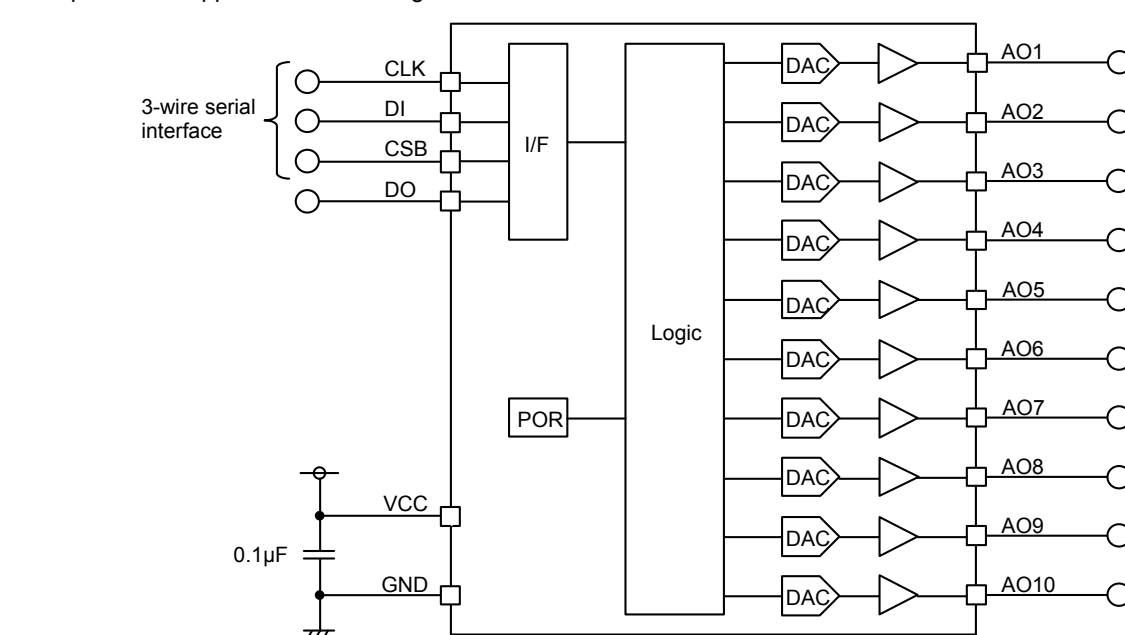 CLK
DI
CSB
DO
3-wire serial
interface
I/F
Logic
POR
VCC
0.1µF
GND
DAC
AO1
DAC
AO2
DAC
AO3
DAC
AO4
DAC
AO5
DAC
AO6
DAC
AO7
DAC
AO8
DAC
AO9
DAC
AO10